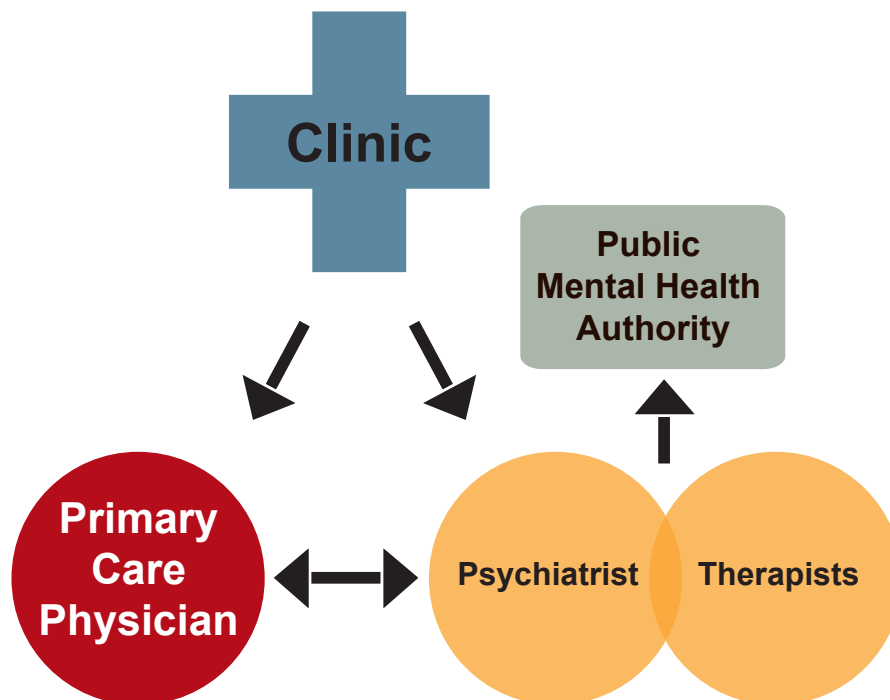 Clinic
Public
Mental Health
Authority
Primary
Care
Physician
Psychiatrist
Therapists